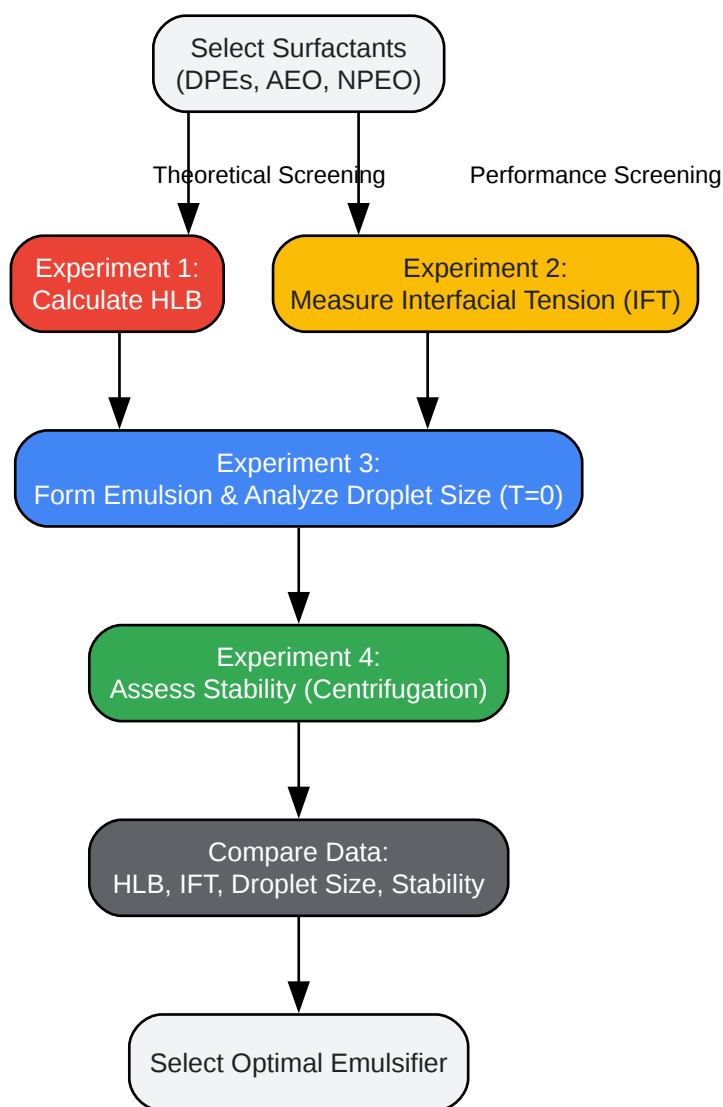 Select Surfactants
(DPEs, AEO, NPEO)
Theoretical Screening
Performance Screening
Experiment 1:
Calculate HLB
Experiment 2:
Measure Interfacial Tension (IFT)
Experiment 3:
Form Emulsion & Analyze Droplet Size (T=0)
Experiment 4:
Assess Stability (Centrifugation)
Compare Data:
HLB, IFT, Droplet Size, Stability
Select Optimal Emulsifier